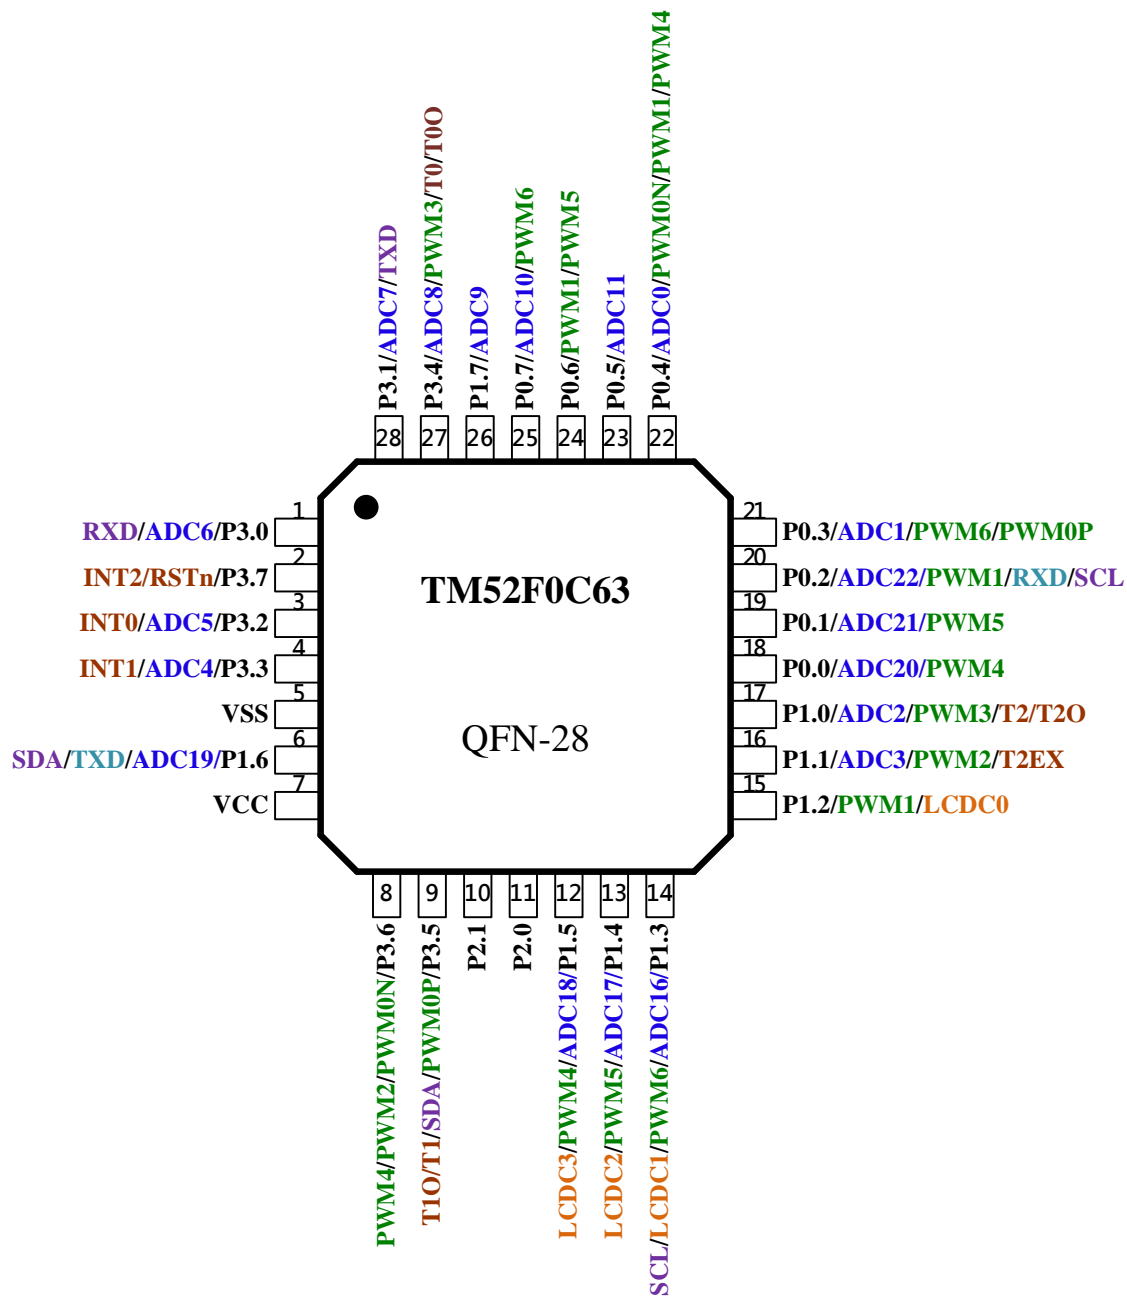 P3.1/ADC7/TXD
P3.4/ADC8/PWM3/T0/T0O
P1.7/ADC9
P0.7/ADC10/PWM6
P0.6/PWM1/PWM5
P0.5/ADC11
P0.4/ADC0/PWM0N/PWM1/PWM4
28 27 26 25 24 23 22
1
RXD/ADC6/P3.0
2
INT2/RSTn/P3.7
3
INT0/ADC5/P3.2
4
INT1/ADC4/P3.3
5
VSS
6
SDA/TXD/ADC19/P1.6
7
VCC
TM52F0C63
QFN-28
21
P0.3/ADC1/PWM6/PWM0P
20
P0.2/ADC22/PWM1/RXD/SCL
19
P0.1/ADC21/PWM5
18
P0.0/ADC20/PWM4
17
P1.0/ADC2/PWM3/T2/T2O
16
P1.1/ADC3/PWM2/T2EX
15
P1.2/PWM1/LCDC0
8 9 10 11 12 13 14
PWM4/PWM2/PWM0N/P3.6
T1O/T1/SDA/PWM0P/P3.5
P2.1
P2.0
LCDC3/PWM4/ADC18/P1.5
LCDC2/PWM5/ADC17/P1.4
SCL/LCDC1/PWM6/ADC16/P1.3